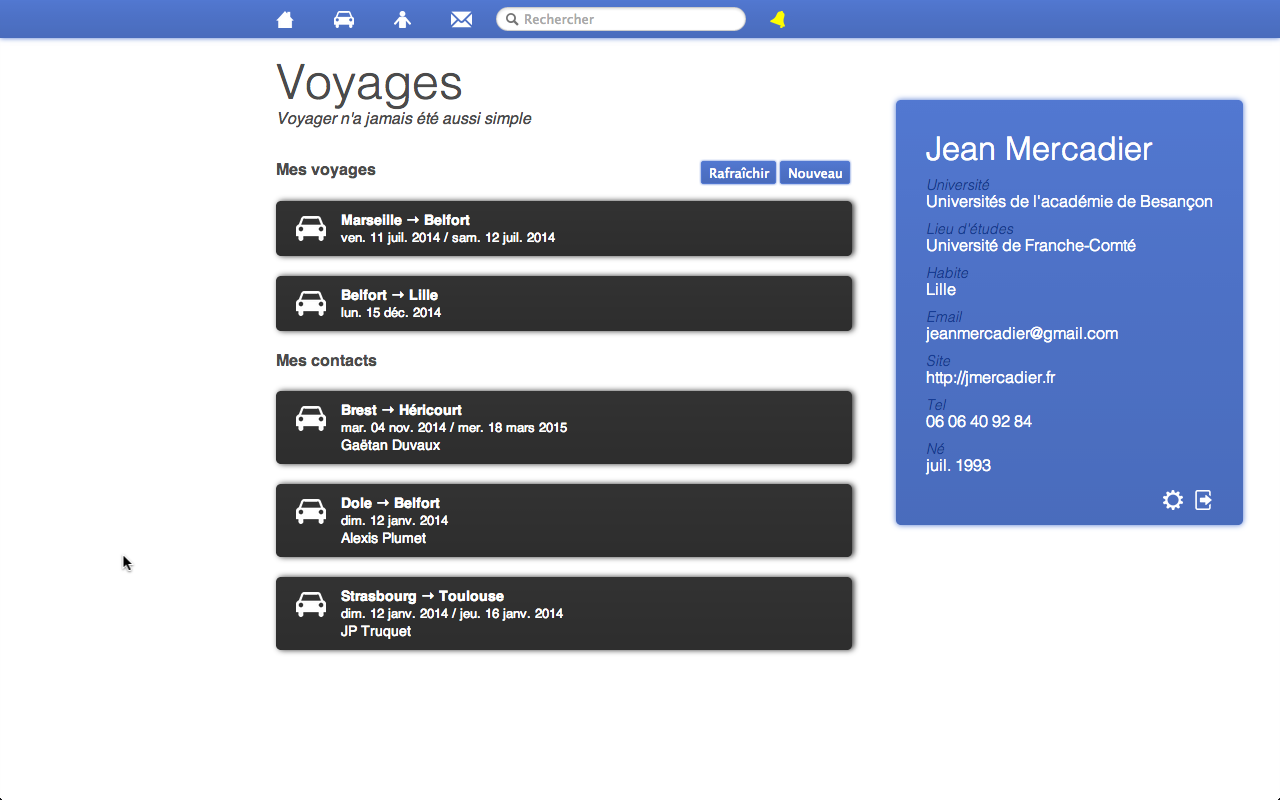 Rechercher
Voyages
Voyager n'a jamais été aussi simple
Mes voyages
Rafraîchir
Nouveau
Marseille → Belfort
ven. 11 juil. 2014 / sam. 12 juil. 2014
Belfort → Lille
lun. 15 déc. 2014
Mes contacts
Brest → Héricourt
mar. 04 nov. 2014 / mer. 18 mars 2015
Gaëtan Duvaux
Dole → Belfort
dim. 12 janv. 2014
Alexis Plumet
Strasbourg → Toulouse
dim. 12 janv. 2014 / jeu. 16 janv. 2014
JP Truquet
Jean Mercadier
Université
Universités de l'académie de Besançon
Lieu d'études
Université de Franche-Comté
Habite
Lille
Email
jeanmercadier@gmail.com
Site
http://jmercadier.fr
Tel
06 06 40 92 84
Né
juil. 1993